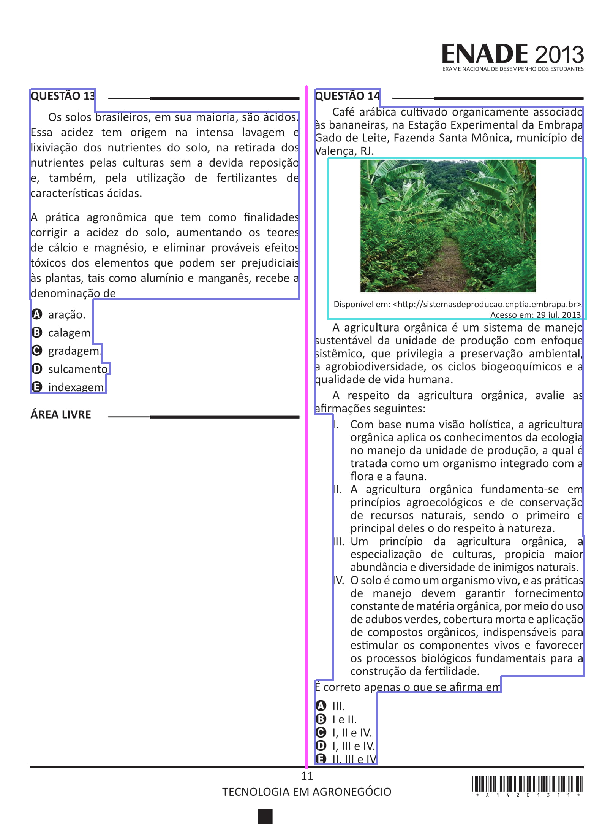 ENADE 2013
EXAME NACIONAL DE DESEMPENHO DOS ESTUDANTES
QUESTÃO 13
Os solos brasileiros, em sua maioria, são ácidos.
Essa acidez tem origem na intensa lavagem e
lixiviação dos nutrientes do solo, na retirada dos
nutrientes pelas culturas sem a devida reposição
e, também, pela utilização de fertilizantes de
características ácidas.
A prática agronômica que tem como finalidades
corrigir a acidez do solo, aumentando os teores
de cálcio e magnésio, e eliminar prováveis efeitos
tóxicos dos elementos que podem ser prejudiciais
às plantas, tais como alumínio e manganês, recebe a
denominação de
A aração.
B calagem.
C gradagem.
D sulcamento.
E indexagem.
ÁREA LIVRE
QUESTÃO 14
Café arábica cultivado organicamente associado
às bananeiras, na Estação Experimental da Embrapa
Gado de Leite, Fazenda Santa Mônica, município de
Valença, RJ.
Disponível em: <http://sistemasdeproducao.cnptia.embrapa.br>.
Acesso em: 29 jul. 2013.
A agricultura orgânica é um sistema de manejo
sustentável da unidade de produção com enfoque
sistêmico, que privilegia a preservação ambiental,
a agrobiodiversidade, os ciclos biogeoquímicos e a
qualidade de vida humana.
A respeito da agricultura orgânica, avalie as
afirmações seguintes:
I. Com base numa visão holística, a agricultura
orgânica aplica os conhecimentos da ecologia
no manejo da unidade de produção, a qual é
tratada como um organismo integrado com a
flora e a fauna.
II. A agricultura orgânica fundamenta-se em
princípios agroecológicos e de conservação
de recursos naturais, sendo o primeiro e
principal deles o do respeito à natureza.
III. Um princípio da agricultura orgânica, a
especialização de culturas, propicia maior
abundância e diversidade de inimigos naturais.
IV. O solo é como um organismo vivo, e as práticas
de manejo devem garantir fornecimento
constante de matéria orgânica, por meio do uso
de adubos verdes, cobertura morta e aplicação
de compostos orgânicos, indispensáveis para
estimular os componentes vivos e favorecer
os processos biológicos fundamentais para a
construção da fertilidade.
É correto apenas o que se afirma em
A III.
B I e II.
C I, II e IV.
D I, III e IV.
E II, III e IV.
11
TECNOLOGIA EM AGRONEGÓCIO